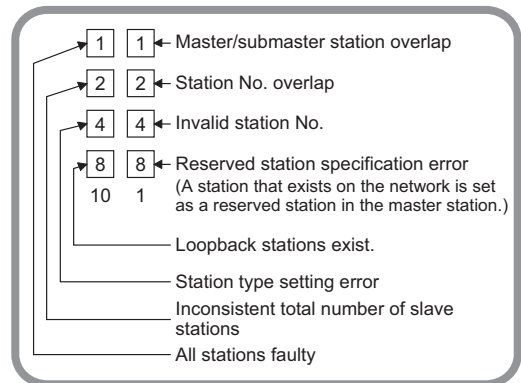 1 1 Master/submaster station overlap
2 2 Station No. overlap
4 4 Invalid station No.
8 8 Reserved station specification error
10 1 (A station that exists on the network is set
as a reserved station in the master station.)
Loopback stations exist.
Station type setting error
Inconsistent total number of slave
stations
All stations faulty